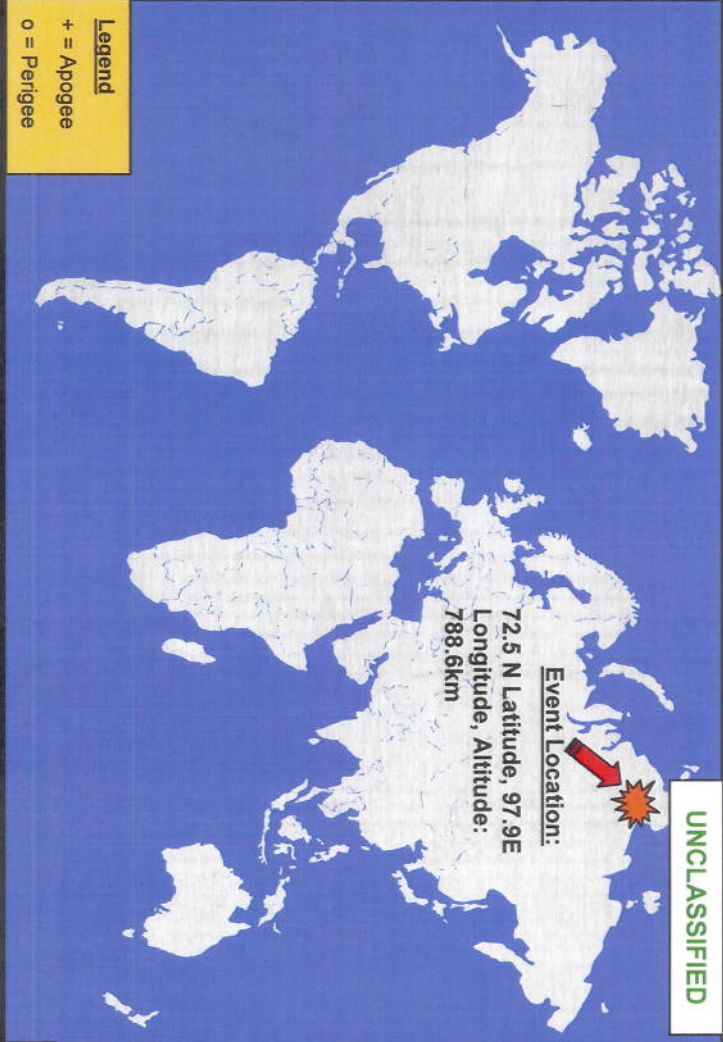 UNCLASSIFIED
Event Location:
72.5 N Latitude, 97.9E
Longitude, Altitude:
788.6km
Legend
+ = Apogee
o = Perigee